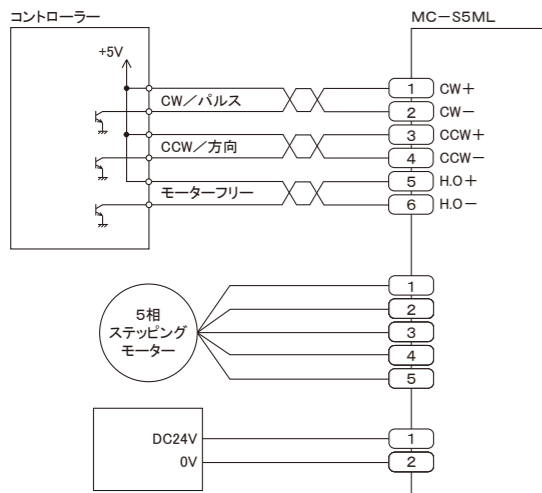 コントローラー
MC－S5ML
+5V
CW／パルス
CCW／方向
モーターフリー
1 CW＋
2 CW－
3 CCW＋
4 CCW－
5 H.O＋
6 H.O－
5相
ステッピング
モーター
1
2
3
4
5
DC24V
0V
1
2